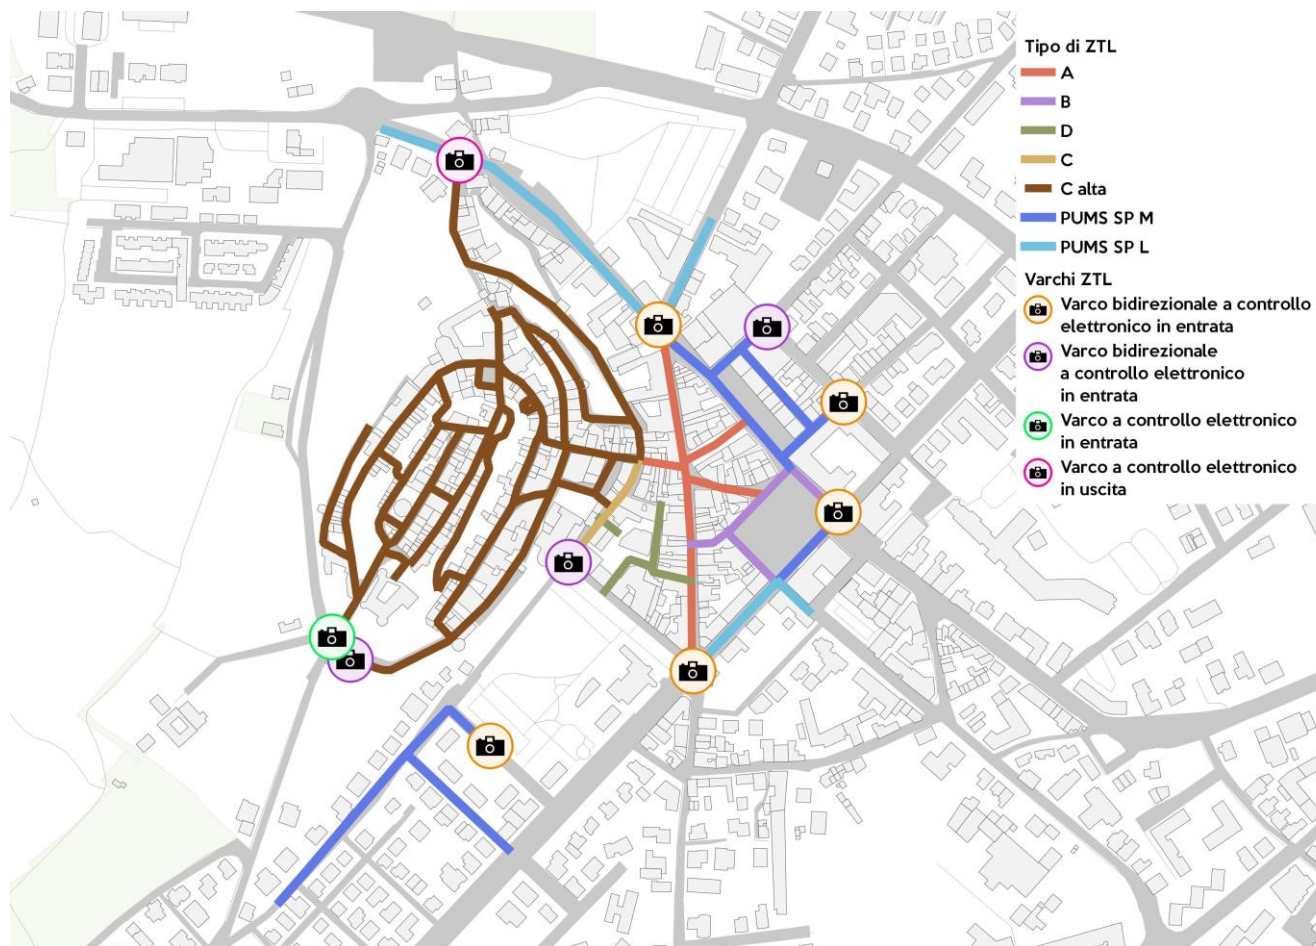 Tipo di ZTL
A
B
D
C
C alta
PUMS SP M
PUMS SP L
Varchi ZTL
Varco bidirezionale a controllo
elettronico in entrata
Varco bidirezionale
a controllo elettronico
in entrata
Varco a controllo elettronico
in entrata
Varco a controllo elettronico
in uscita